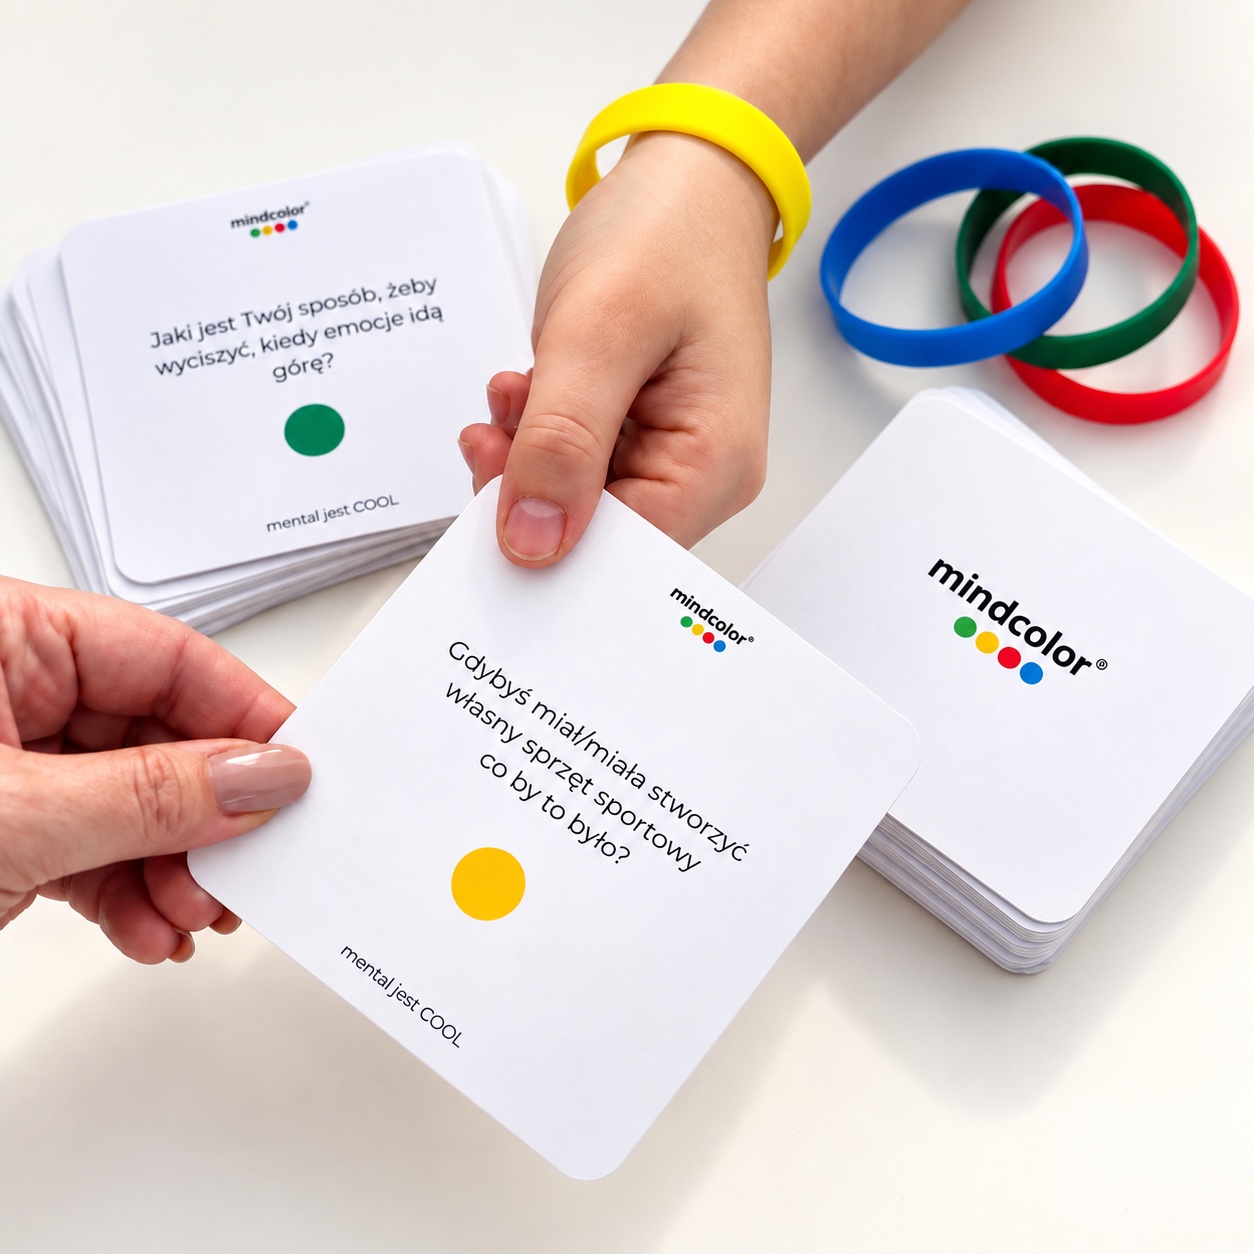 mindcolor®
Jaki jest Twój sposób, żeby
wyciszyć, kiedy emocje idą
górę?
mental jest COOL
mindcolor®
Gdybyś miał/miała stworzyć
własny sprzęt sportowy
co by to było?
mental jest COOL
mindcolor®